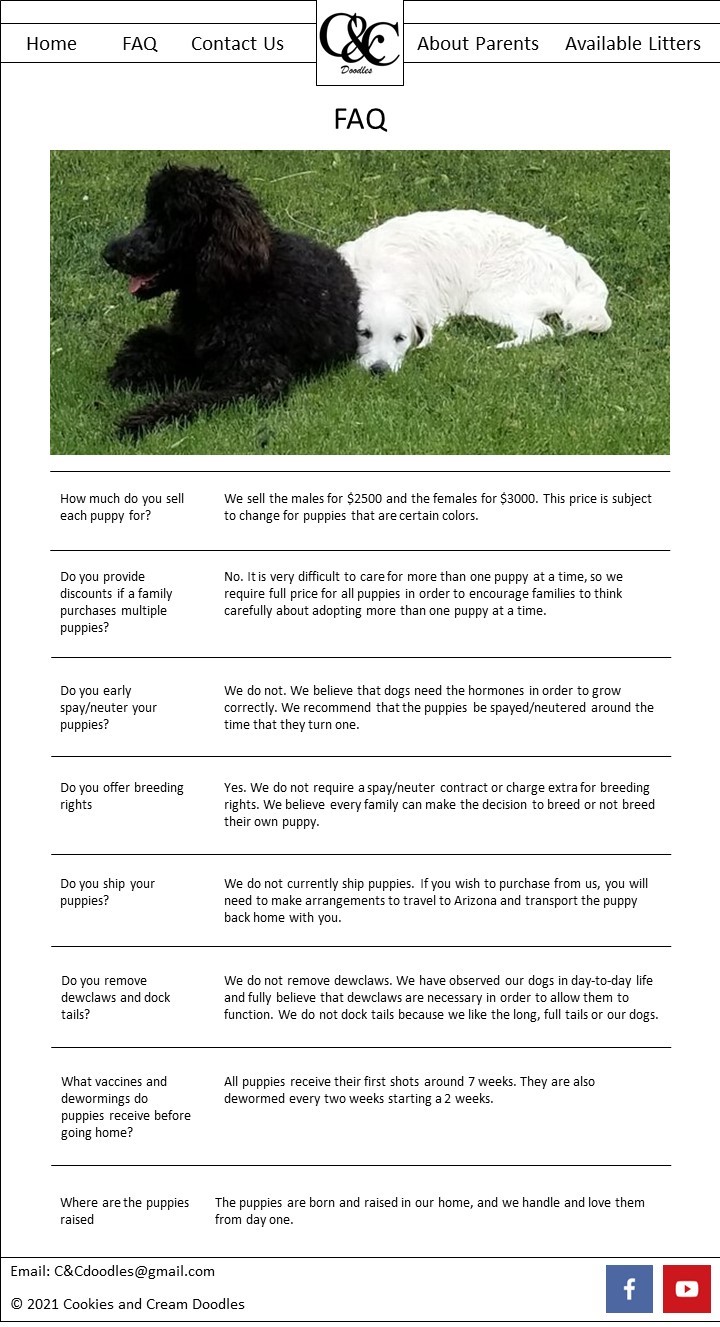 Home FAQ Contact Us C&C About Parents Available Litters
Doodles
FAQ
How much do you sell
each puppy for?
We sell the males for $2500 and the females for $3000. This price is subject
to change for puppies that are certain colors.
Do you provide
discounts if a family
purchases multiple
puppies?
No. It is very difficult to care for more than one puppy at a time, so we
require full price for all puppies in order to encourage families to think
carefully about adopting more than one puppy at a time.
Do you early
spay/neuter your
puppies?
We do not. We believe that dogs need the hormones in order to grow
correctly. We recommend that the puppies be spayed/neutered around the
time that they turn one.
Do you offer breeding
rights
Yes. We do not require a spay/neuter contract or charge extra for breeding
rights. We believe every family can make the decision to breed or not breed
their own puppy.
Do you ship your
puppies?
We do not currently ship puppies. If you wish to purchase from us, you will
need to make arrangements to travel to Arizona and transport the puppy
back home with you.
Do you remove
dewclaws and dock
tails?
We do not remove dewclaws. We have observed our dogs in day-to-day life
and fully believe that dewclaws are necessary in order to allow them to
function. We do not dock tails because we like the long, full tails or our dogs.
What vaccines and
dewormings do
puppies receive before
going home?
All puppies receive their first shots around 7 weeks. They are also
dewormed every two weeks starting a 2 weeks.
Where are the puppies
raised
The puppies are born and raised in our home, and we handle and love them
from day one.
Email: C&Cdoodles@gmail.com
© 2021 Cookies and Cream Doodles
f